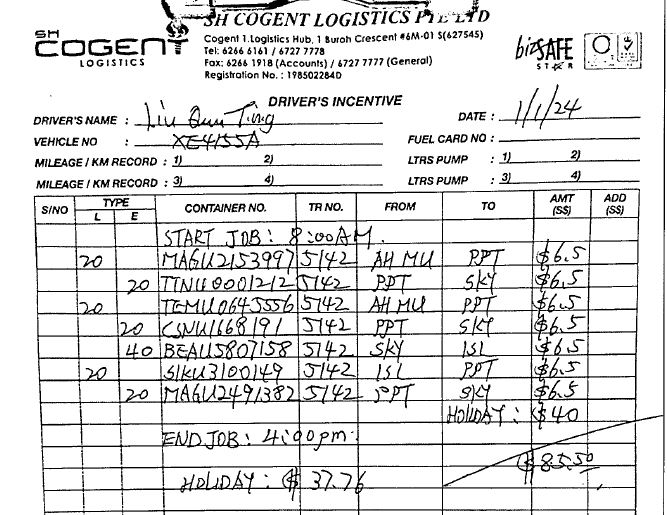 SH COGENT LOGISTICS PTE LTD
SH COGENT LOGISTICS
Cogent 1.Logistics Hub, 1 Buroh Crescent #6M-01 S(627545)
Tel: 6266 6161 / 6727 7778
Fax: 6266 1918 (Accounts) / 6727 7777 (General)
Registration No. : 198502284D
bizSAFE STAR
DRIVER'S INCENTIVE
DRIVER'S NAME : Liu Qun Ting DATE : 1/1/24
VEHICLE NO : XE4155A FUEL CARD NO :
MILEAGE / KM RECORD : 1) 2) LTRS PUMP : 1) 2)
MILEAGE / KM RECORD : 3) 4) LTRS PUMP : 3) 4)
S/NO TYPE L E CONTAINER NO. TR NO. FROM TO AMT (S$) ADD (S$)
START JOB: 8:00AM.
20 MAGU2153997 5142 AH MU PPT $6.5
20 TTNU0001212 5142 PPT SKY $6.5
20 TEMU0645556 5142 AH MU PPT $6.5
20 CSNU1668191 5142 PPT SKY $6.5
40 BEAU5807158 5142 SKY ISL $6.5
20 SIKU3100149 5142 ISL PPT $6.5
20 MAGU2491382 5142 PPT SKY $6.5
HOLIDAY : $40
END JOB: 4:00pm.
$85.50
HOLIDAY : $ 37.76